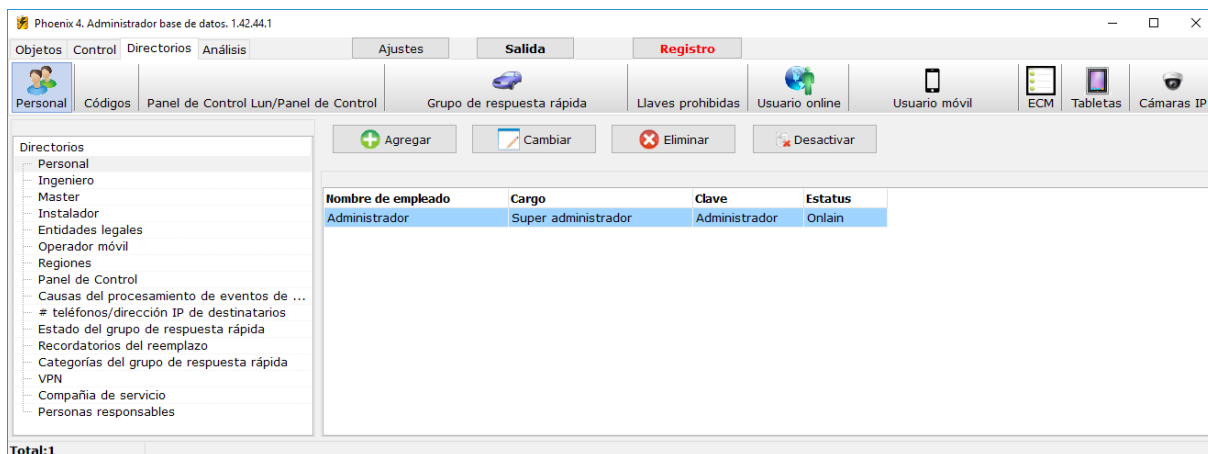 Phoenix 4. Administrador base de datos. 1.42.44.1
Objetos Control Directorios Análisis Ajustes Salida Registro
Personal Códigos Panel de Control Lun/Panel de Control Grupo de respuesta rápida Llaves prohibidas Usuario online Usuario móvil ECM Tabletas Cámaras IP
Agregar Cambiar Eliminar Desactivar
Directorios
Personal
Ingeniero
Master
Instalador
Entidades legales
Operador móvil
Regiones
Panel de Control
Causas del procesamiento de eventos de ...
# teléfonos/dirección IP de destinatarios
Estado del grupo de respuesta rápida
Recordatorios del reemplazo
Categorías del grupo de respuesta rápida
VPN
Compañia de servicio
Personas responsables
Nombre de empleado Cargo Clave Estatus
Administrador Super administrador Administrador Onlain
Total:1